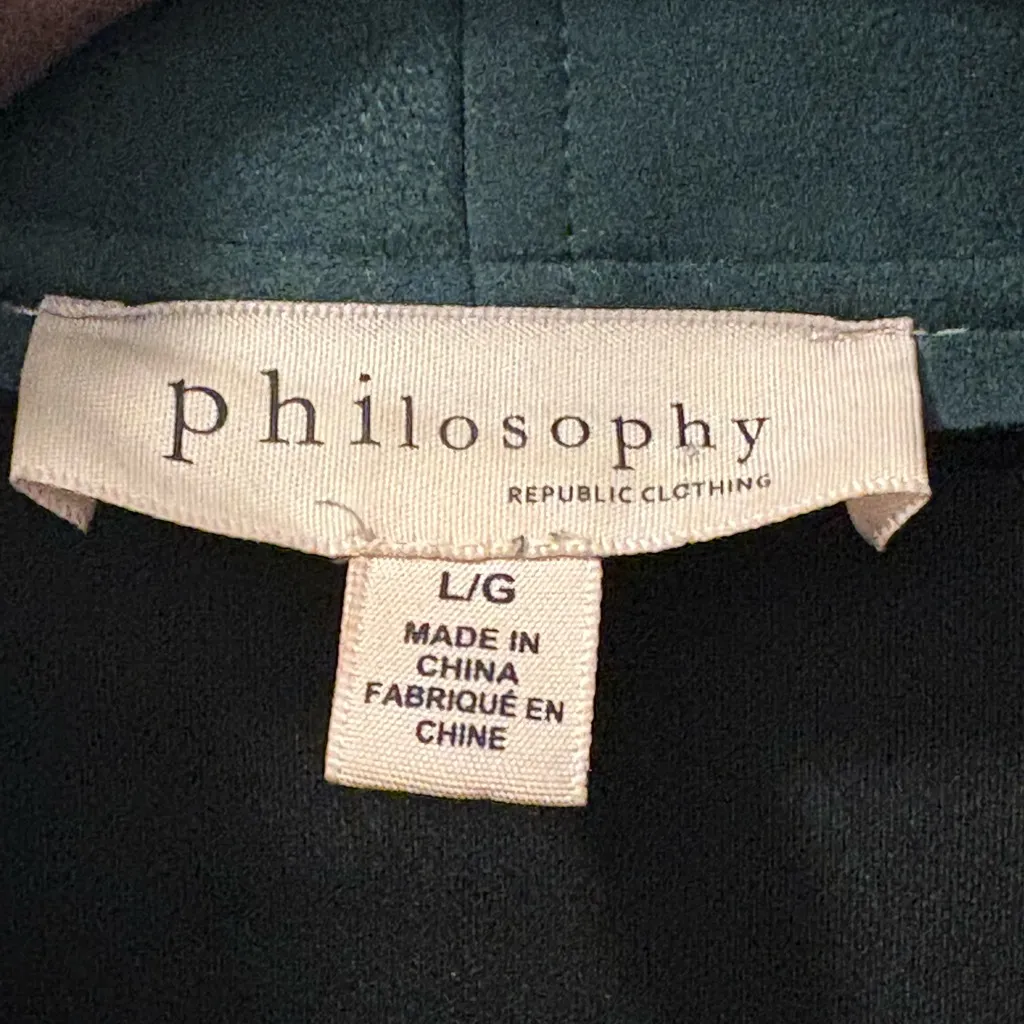 philosophy
REPUBLIC CLOTHING
L/G
MADE IN
CHINA
FABRIQUÉ EN
CHINE